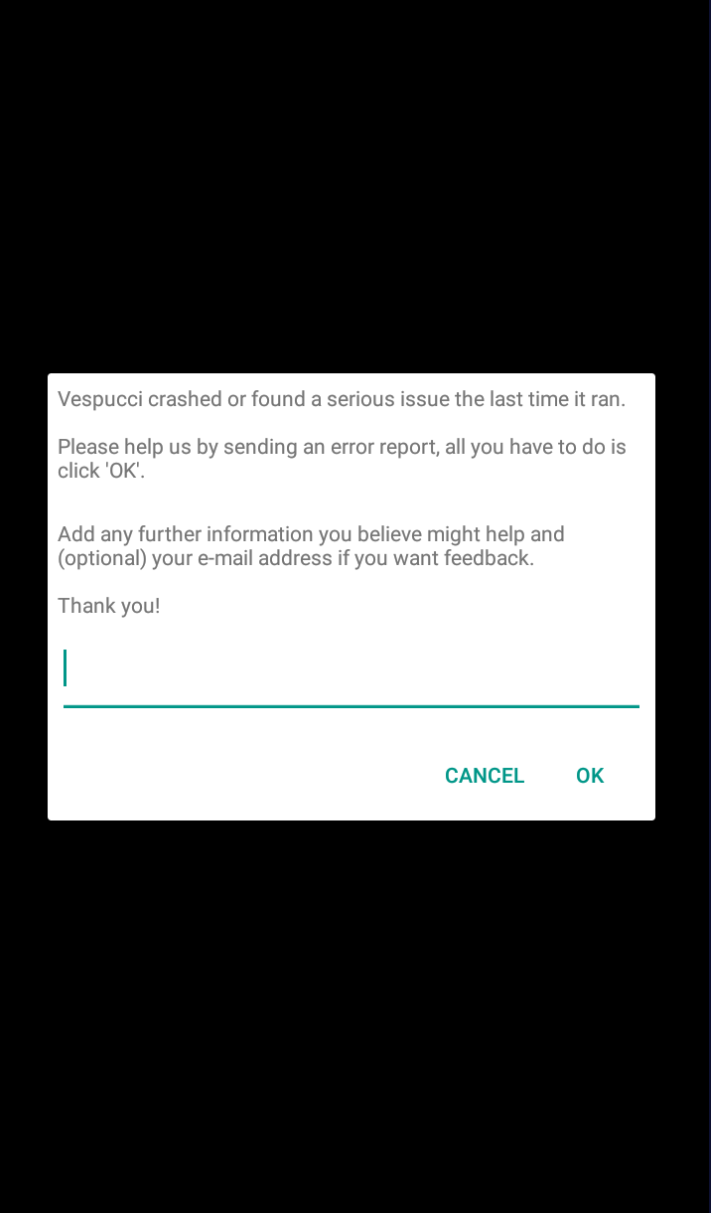 Vespucci crashed or found a serious issue the last time it ran.
Please help us by sending an error report, all you have to do is
click 'OK'.
Add any further information you believe might help and
(optional) your e-mail address if you want feedback.
Thank you!
CANCEL OK